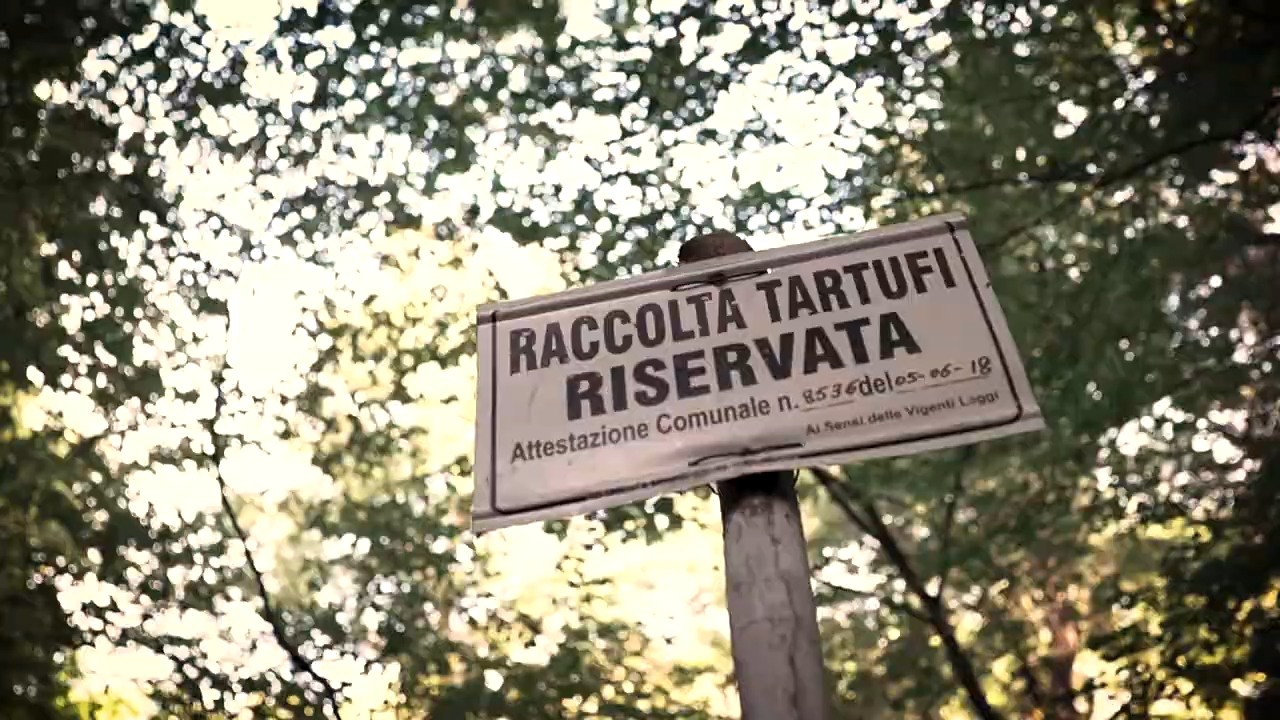 RACCOLTA TARTUFI
RISERVATA
Attestazione Comunale n. 8536 del 05-06-18
Ai Sensi delle Vigenti Leggi